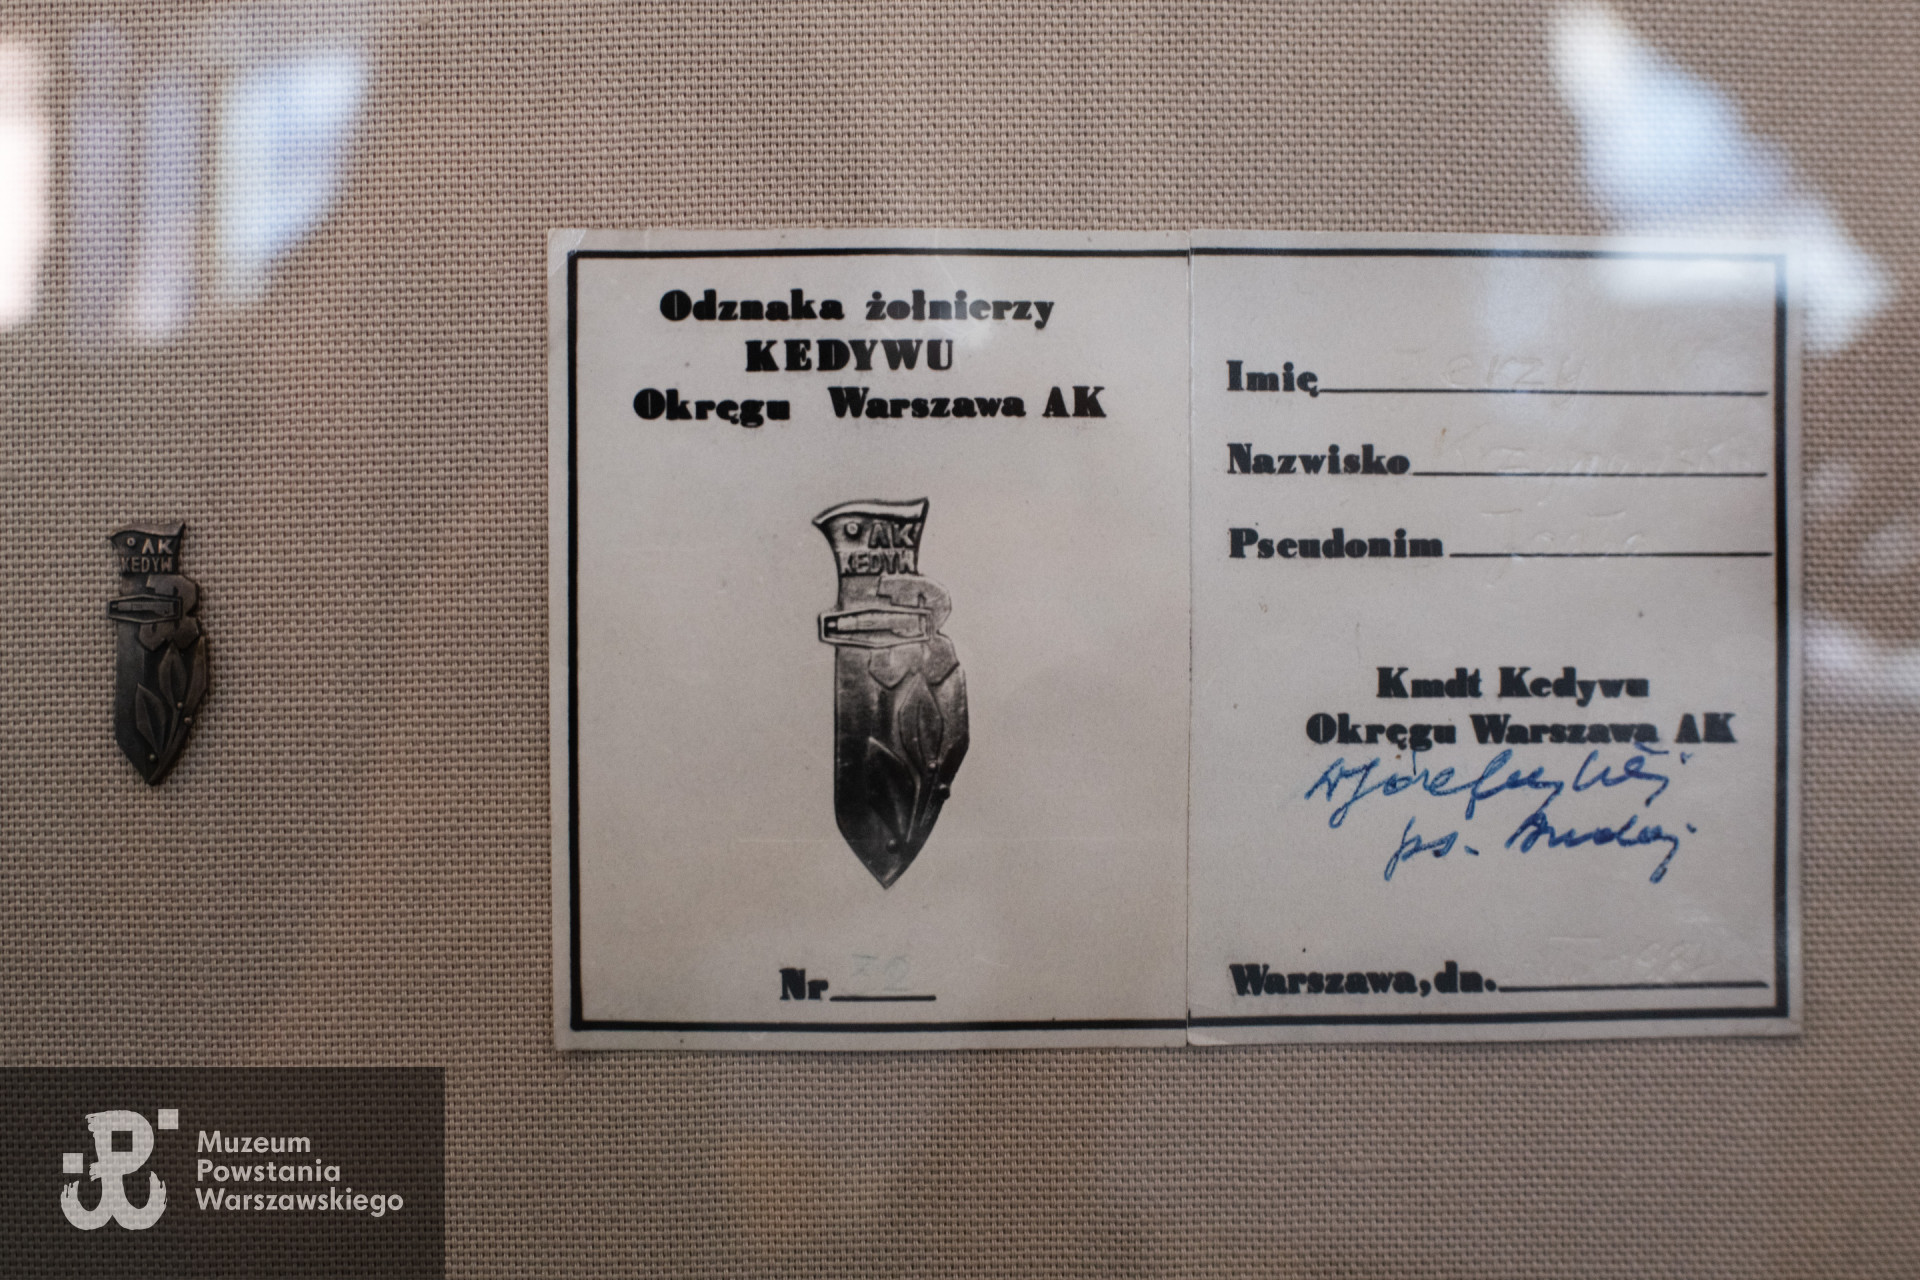 AK
KEDYW
Odznaka żołnierzy
KEDYWU
Okręgu Warszawa AK
AK
KEDYW
Nr
Imię
Nazwisko
Pseudonim
Kmdt Kedywu
Okręgu Warszawa AK
ps.
Warszawa, dn.
Muzeum
Powstania
Warszawskiego